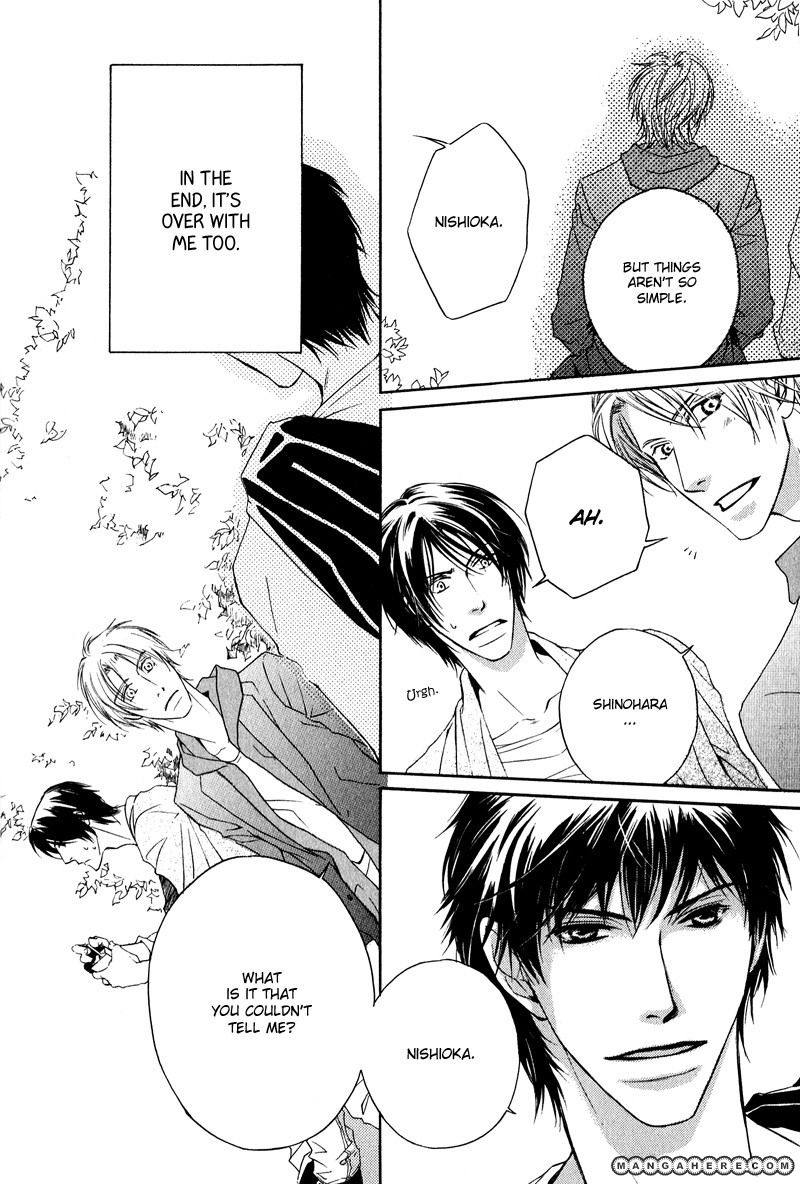 BUT THINGS
AREN'T SO
SIMPLE.
NISHIOKA.
AH.
SHINOHARA
...
Urgh.
NISHIOKA.
WHAT
IS IT THAT
YOU COULDN'T
TELL ME?
IN THE
END, IT'S
OVER WITH
ME TOO.
MANGAHERE.COM